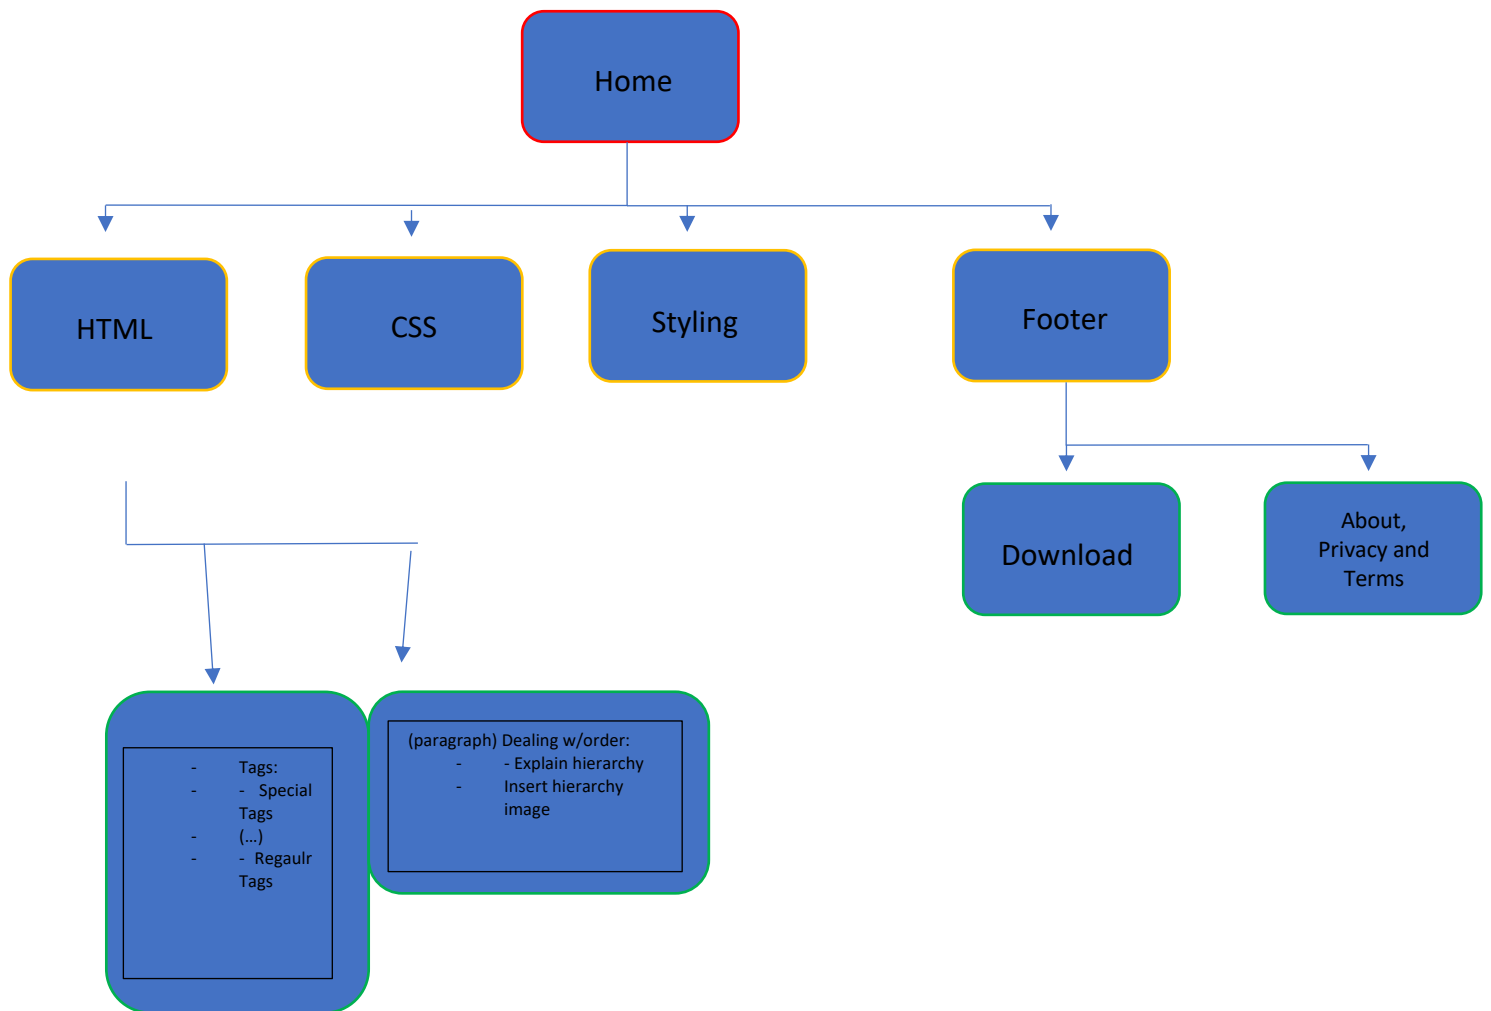 Home
HTML
CSS
Styling
Footer
Download
About,
Privacy and
Terms
- Tags:
- - Special
Tags
- (...)
- - Regaulr
Tags
(paragraph) Dealing w/order:
- - Explain hierarchy
- Insert hierarchy
image